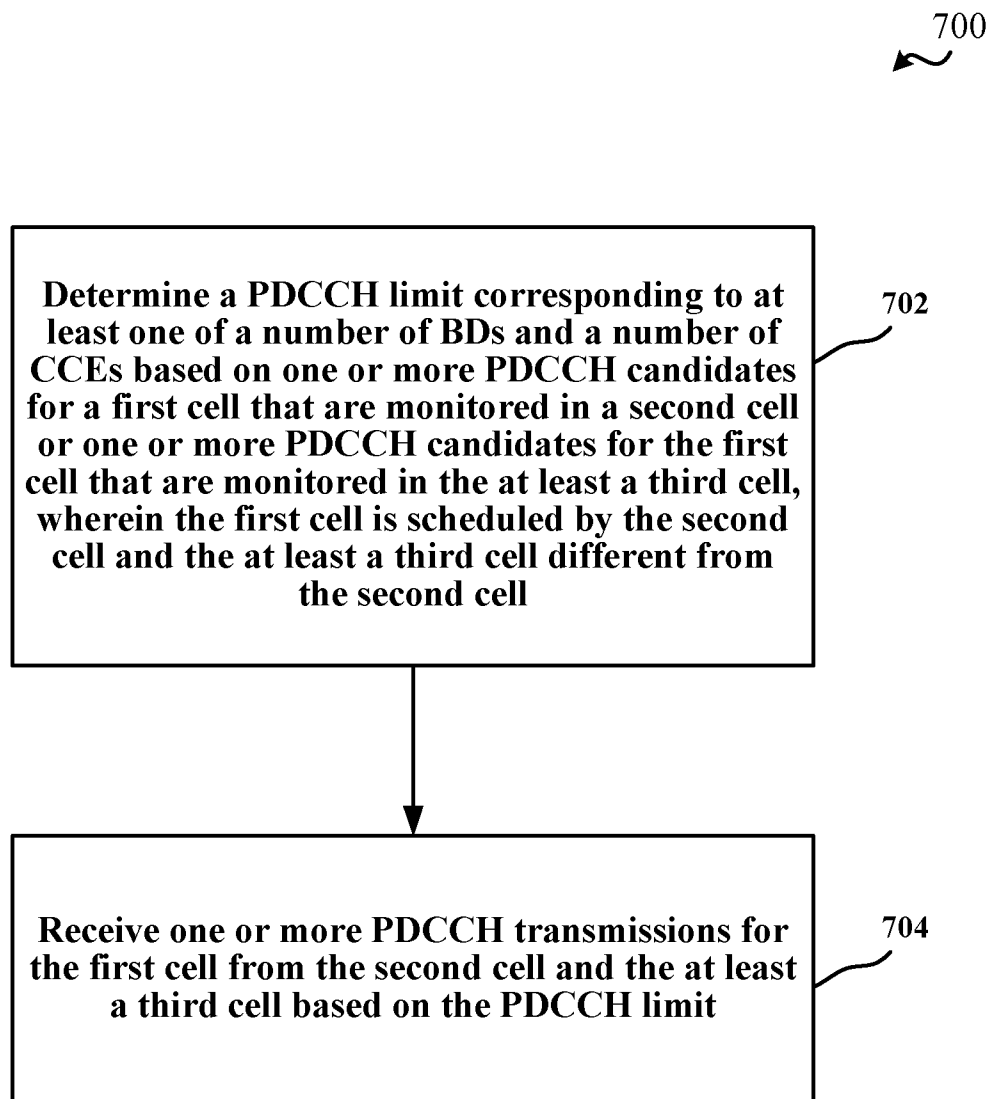 700
Determine a PDCCH limit corresponding to at
least one of a number of BDs and a number of
CCEs based on one or more PDCCH candidates
for a first cell that are monitored in a second cell
or one or more PDCCH candidates for the first
cell that are monitored in the at least a third cell,
wherein the first cell is scheduled by the second
cell and the at least a third cell different from
the second cell
702
Receive one or more PDCCH transmissions for
the first cell from the second cell and the at least
a third cell based on the PDCCH limit
704